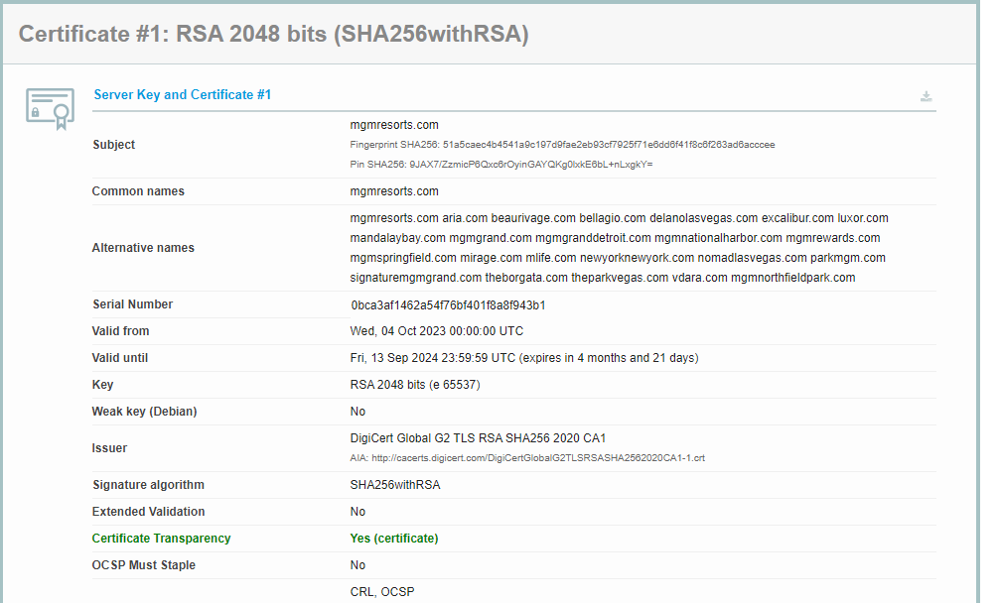 Certificate #1: RSA 2048 bits (SHA256withRSA)
Server Key and Certificate #1
Subject
mgmresorts.com
Fingerprint SHA256: 51a5caec4b4541a9c197d9fae2eb93cf7925f71e6dd6f41f8c6f263ad6acccee
Pin SHA256: 9JAX7/ZzmicP6Qxc6rOyinGAYQKg0lxkE6bL+nLxgkY=
Common names
mgmresorts.com
Alternative names
mgmresorts.com aria.com beaurivage.com bellagio.com delanolasvegas.com excalibur.com luxor.com
mandalaybay.com mgmgrand.com mgmgranddetroit.com mgmnationalharbor.com mgmrewards.com
mgmspringfield.com mirage.com mlife.com newyorknewyork.com nomadlasvegas.com parkmgm.com
signaturemgmgrand.com theborgata.com theparkvegas.com vdara.com mgmnorthfieldpark.com
Serial Number
0bca3af1462a54f76bf401f8a8f943b1
Valid from
Wed, 04 Oct 2023 00:00:00 UTC
Valid until
Fri, 13 Sep 2024 23:59:59 UTC (expires in 4 months and 21 days)
Key
RSA 2048 bits (e 65537)
Weak key (Debian)
No
Issuer
DigiCert Global G2 TLS RSA SHA256 2020 CA1
AIA: http://cacerts.digicert.com/DigiCertGlobalG2TLSRSASHA2562020CA1-1.crt
Signature algorithm
SHA256withRSA
Extended Validation
No
Certificate Transparency
Yes (certificate)
OCSP Must Staple
No
CRL, OCSP